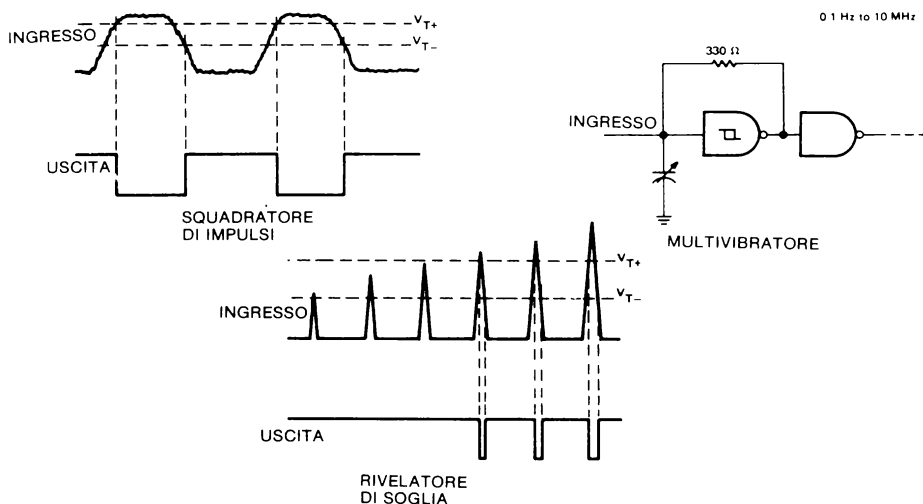 V_T+
INGRESSO
V_T−
USCITA
SQUADRATORE
DI IMPULSI
0 1 Hz to 10 MHz
330 Ω
INGRESSO
MULTIVIBRATORE
V_T+
V_T−
INGRESSO
USCITA
RIVELATORE
DI SOGLIA